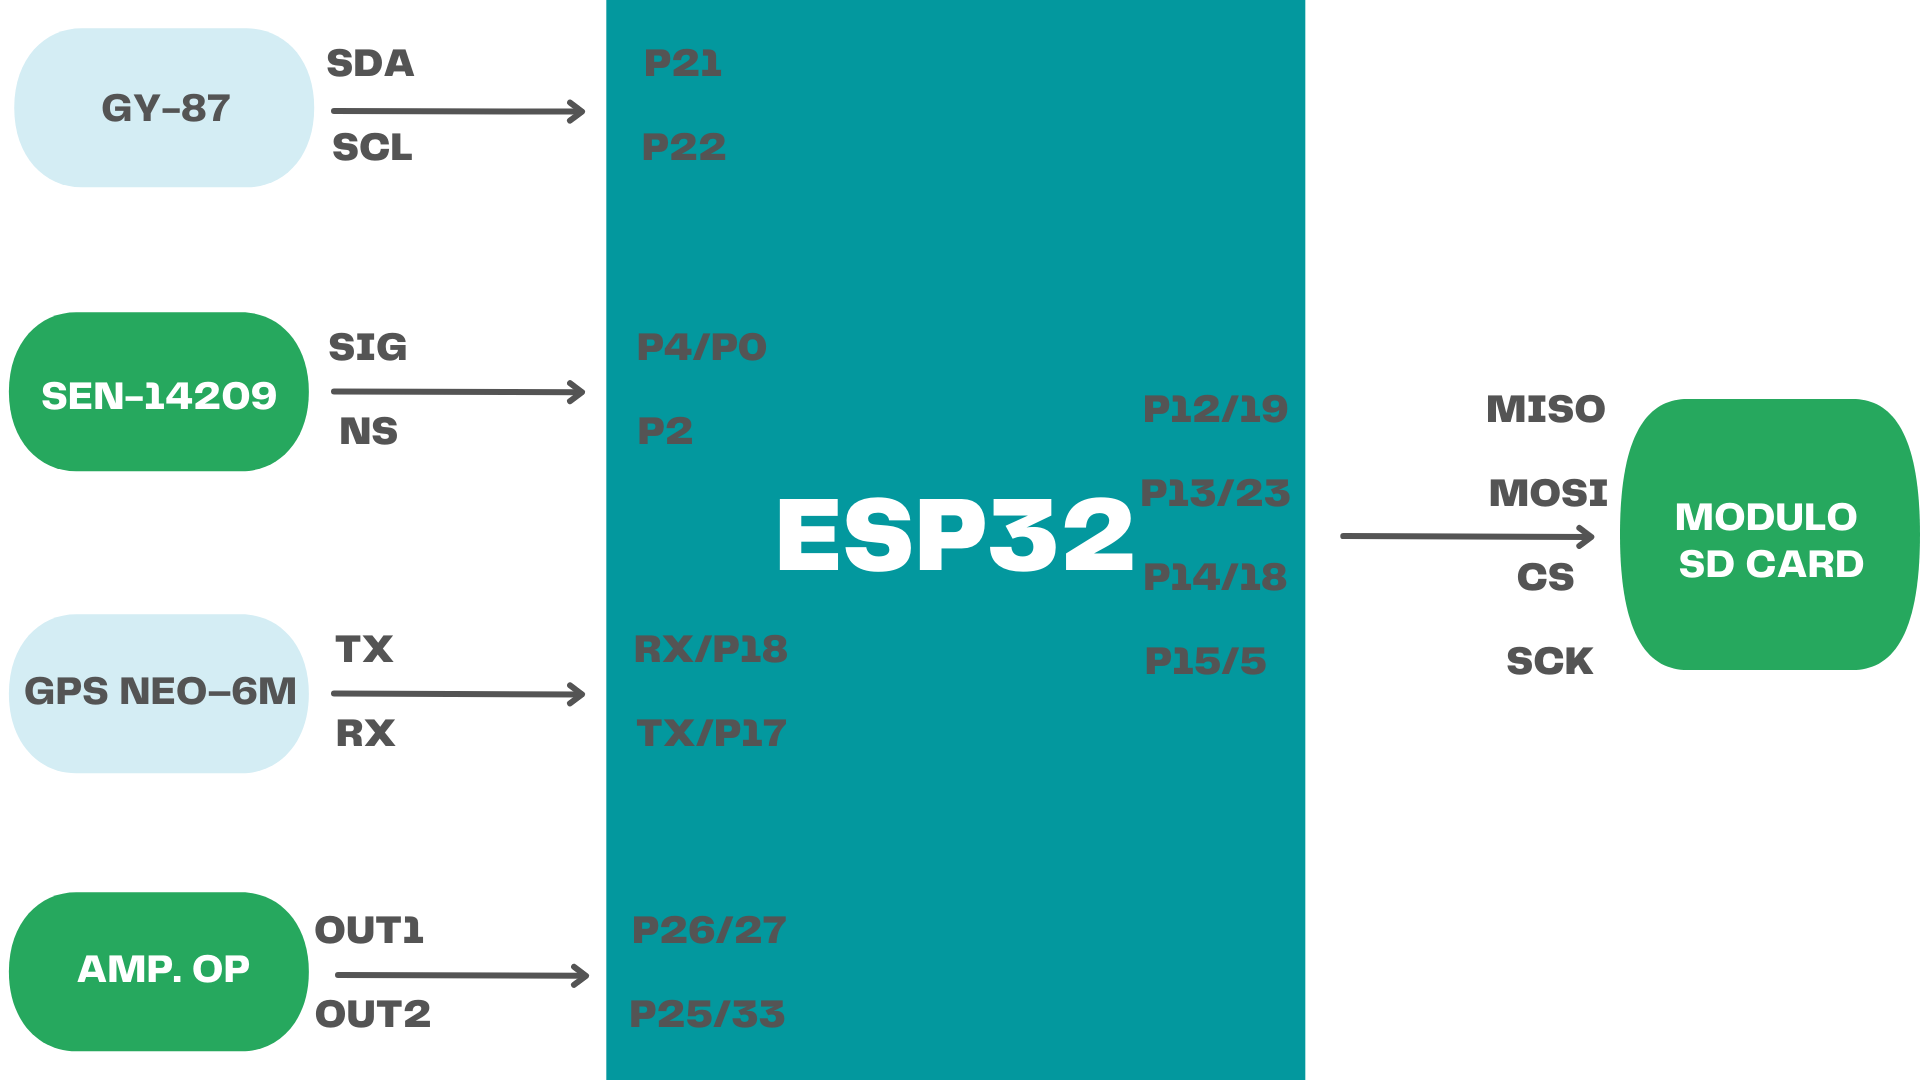 GY-87
SDA
SCL
P21
P22
SEN-14209
SIG
NS
P4/P0
P2
GPS NEO-6M
TX
RX
RX/P18
TX/P17
AMP. OP
OUT1
OUT2
P26/27
P25/33
ESP32
P12/19
P13/23
P14/18
P15/5
MISO
MOSI
CS
SCK
MODULO
SD CARD